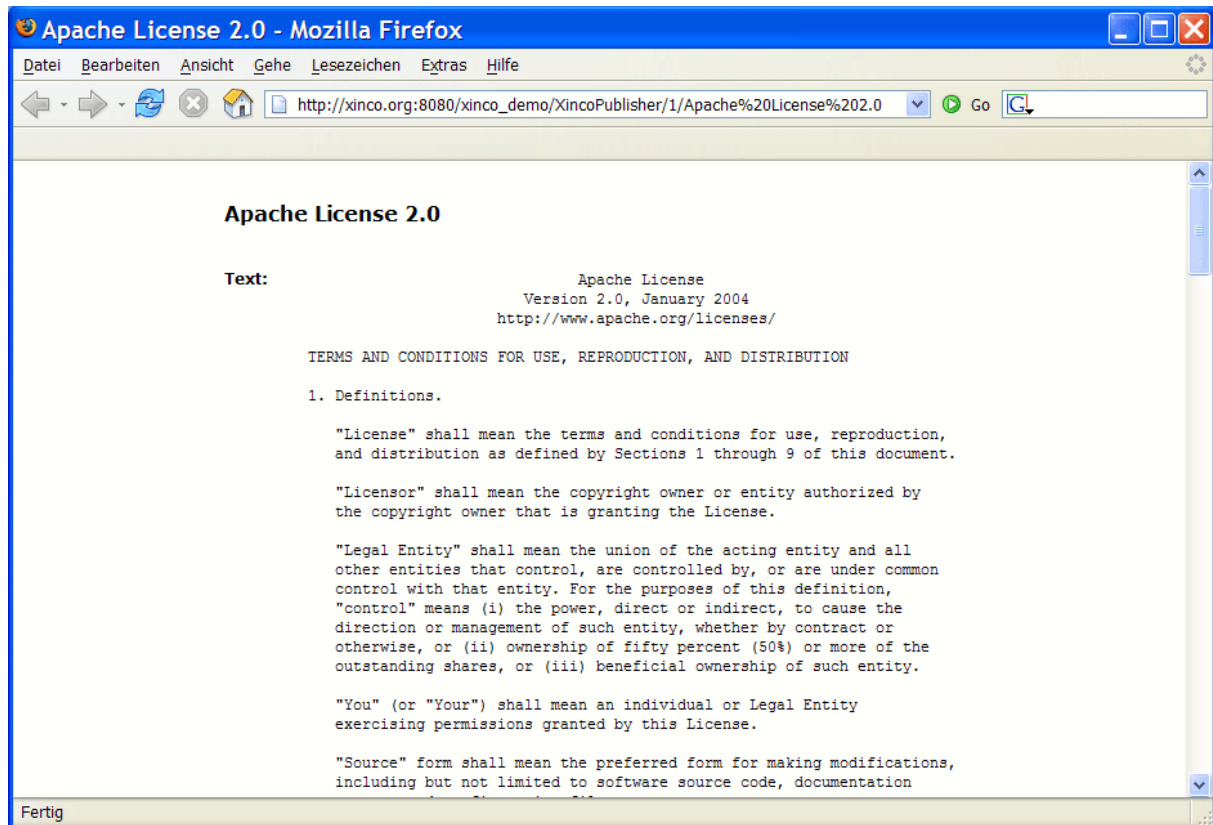 Apache License 2.0 - Mozilla Firefox
Datei Bearbeiten Ansicht Gehe Lesezeichen Extras Hilfe
http://xinco.org:8080/xinco_demo/XincoPublisher/1/Apache%20License%202.0 Go G
Apache License 2.0
Text: Apache License
Version 2.0, January 2004
http://www.apache.org/licenses/
TERMS AND CONDITIONS FOR USE, REPRODUCTION, AND DISTRIBUTION
1. Definitions.
"License" shall mean the terms and conditions for use, reproduction,
and distribution as defined by Sections 1 through 9 of this document.
"Licensor" shall mean the copyright owner or entity authorized by
the copyright owner that is granting the License.
"Legal Entity" shall mean the union of the acting entity and all
other entities that control, are controlled by, or are under common
control with that entity. For the purposes of this definition,
"control" means (i) the power, direct or indirect, to cause the
direction or management of such entity, whether by contract or
otherwise, or (ii) ownership of fifty percent (50%) or more of the
outstanding shares, or (iii) beneficial ownership of such entity.
"You" (or "Your") shall mean an individual or Legal Entity
exercising permissions granted by this License.
"Source" form shall mean the preferred form for making modifications,
including but not limited to software source code, documentation
Fertig